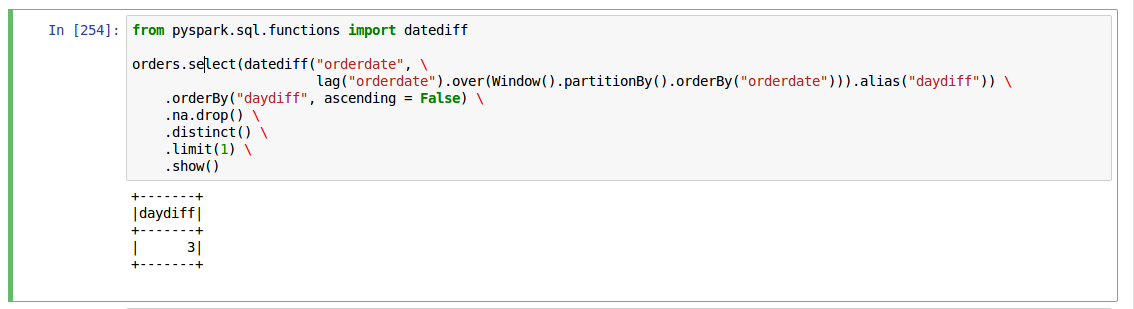 In [254]: from pyspark.sql.functions import datediff
orders.select(datediff("orderdate", \
lag("orderdate").over(Window().partitionBy().orderBy("orderdate"))).alias("daydiff")) \
.orderBy("daydiff", ascending = False) \
.na.drop() \
.distinct() \
.limit(1) \
.show()
+-------+
|daydiff|
+-------+
|      3|
+-------+